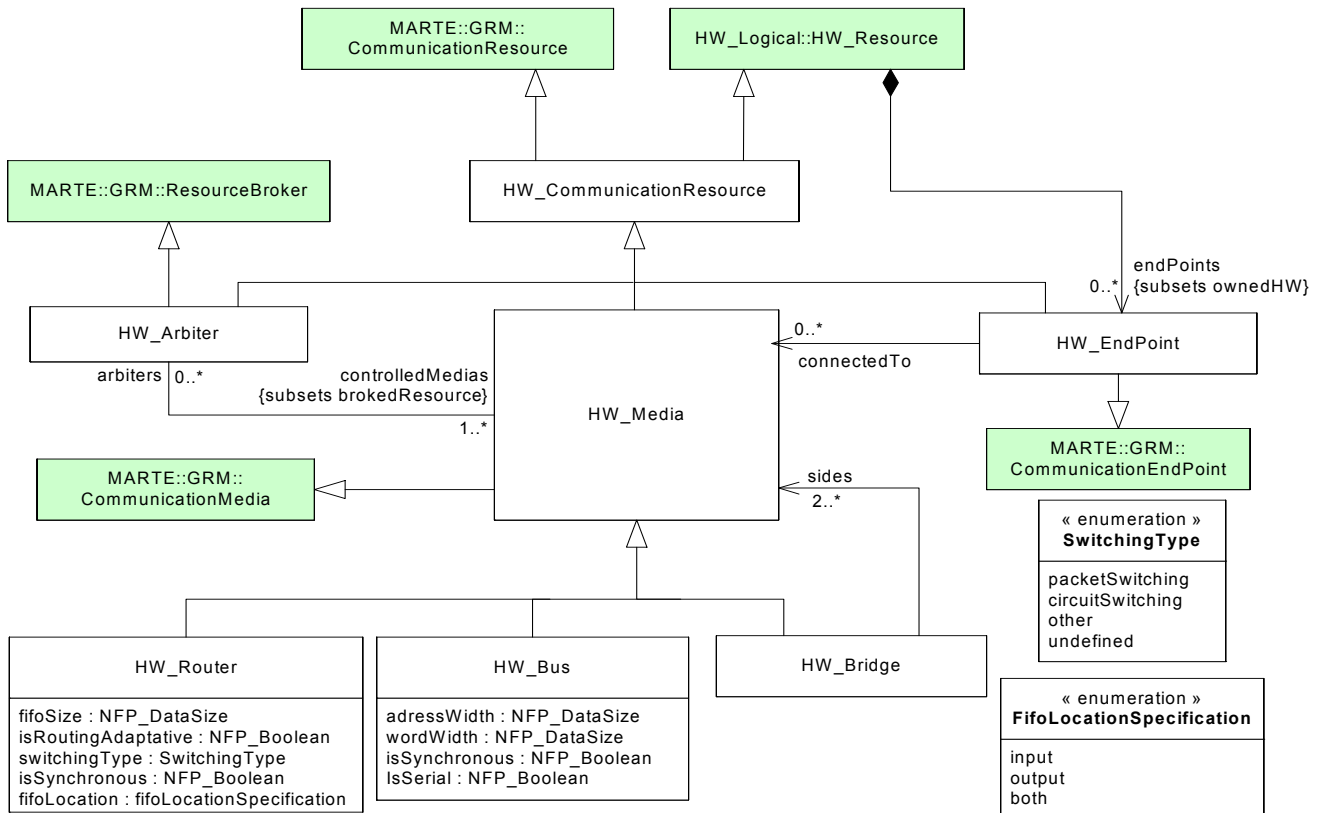 MARTE::GRM::
CommunicationResource
HW_Logical::HW_Resource
MARTE::GRM::ResourceBroker
HW_CommunicationResource
endPoints
0..* {subsets ownedHW}
HW_Arbiter
HW_EndPoint
0..*
connectedTo
arbiters 0..*
controlledMedias
{subsets brokedResource}
1..*
HW_Media
MARTE::GRM::
CommunicationEndPoint
MARTE::GRM::
CommunicationMedia
sides
2..*
« enumeration »
SwitchingType
packetSwitching
circuitSwitching
other
undefined
HW_Router
fifoSize : NFP_DataSize
isRoutingAdaptative : NFP_Boolean
switchingType : SwitchingType
isSynchronous : NFP_Boolean
fifoLocation : fifoLocationSpecification
HW_Bus
adressWidth : NFP_DataSize
wordWidth : NFP_DataSize
isSynchronous : NFP_Boolean
IsSerial : NFP_Boolean
HW_Bridge
« enumeration »
FifoLocationSpecification
input
output
both